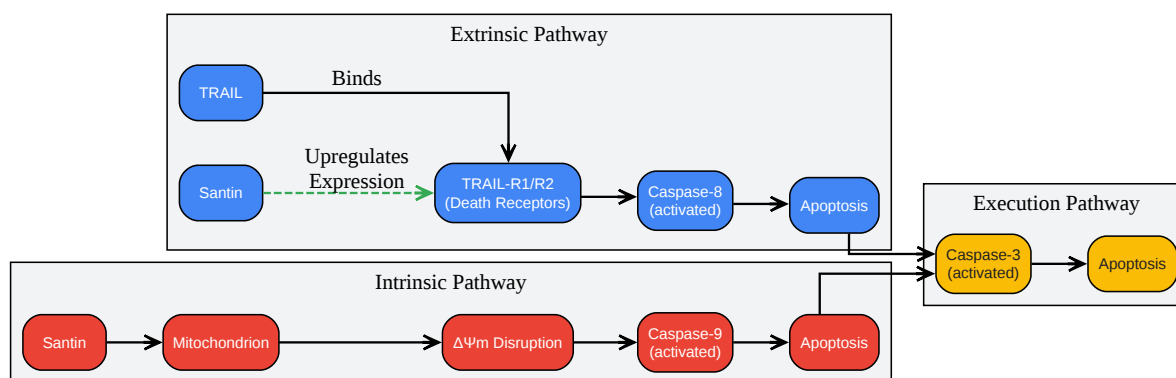 Extrinsic Pathway
TRAIL
Binds
Upregulates
Expression
Santin
TRAIL-R1/R2
(Death Receptors)
Caspase-8
(activated)
Apoptosis
Execution Pathway
Caspase-3
(activated)
Apoptosis
Intrinsic Pathway
Santin
Mitochondrion
ΔΨm Disruption
Caspase-9
(activated)
Apoptosis